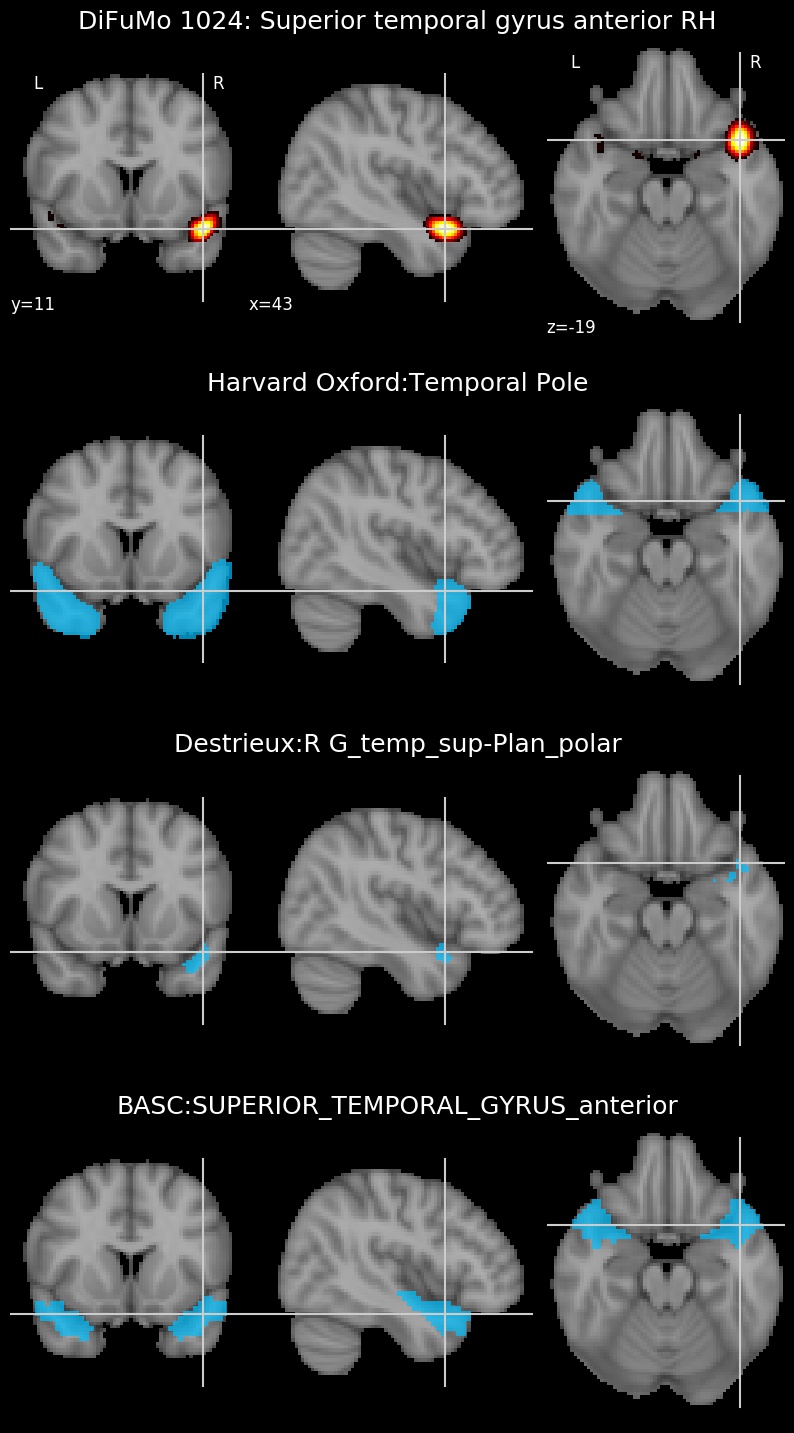 DiFuMo 1024: Superior temporal gyrus anterior RH
L R L R
y=11 x=43 z=-19
Harvard Oxford:Temporal Pole
Destrieux:R G_temp_sup-Plan_polar
BASC:SUPERIOR_TEMPORAL_GYRUS_anterior